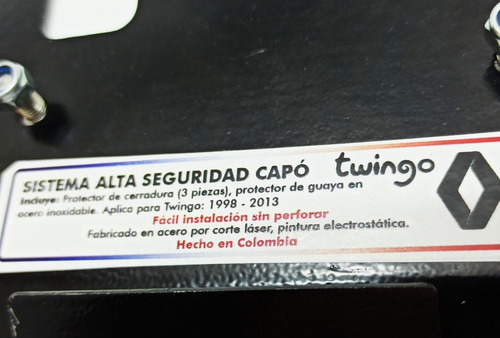 SISTEMA ALTA SEGURIDAD CAPÓ twingo
Incluye: Protector de cerradura (3 piezas), protector de guaya en
acero inoxidable. Aplica para Twingo: 1998 - 2013
Fácil instalación sin perforar
Fabricado en acero por corte láser, pintura electrostática.
Hecho en Colombia